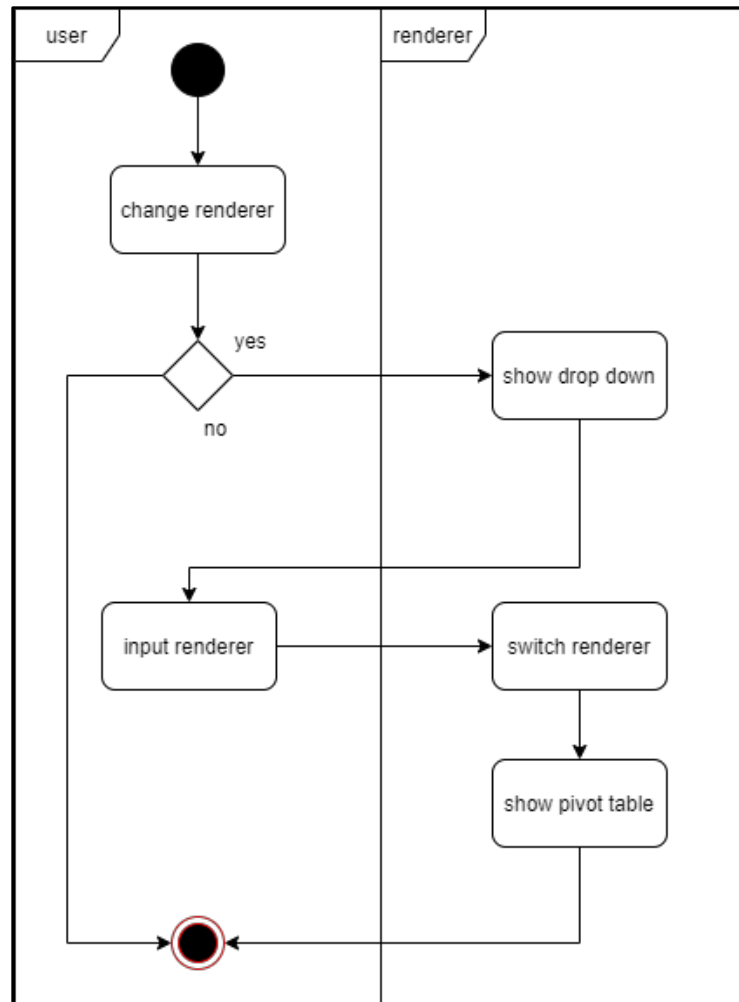 user
renderer
change renderer
yes
show drop down
no
input renderer
switch renderer
show pivot table